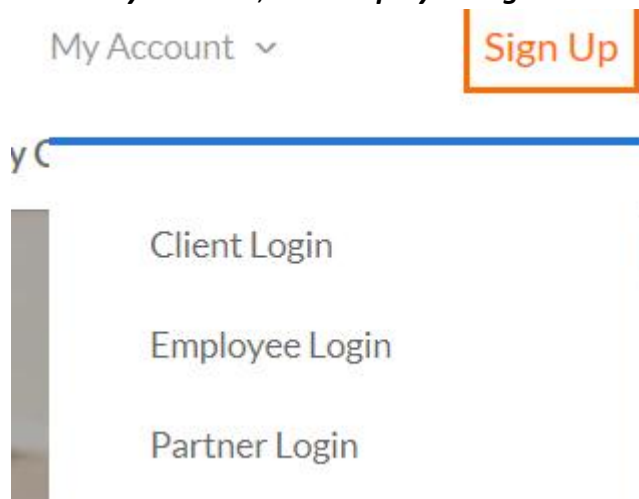 My Account
Sign Up
y C
Client Login
Employee Login
Partner Login